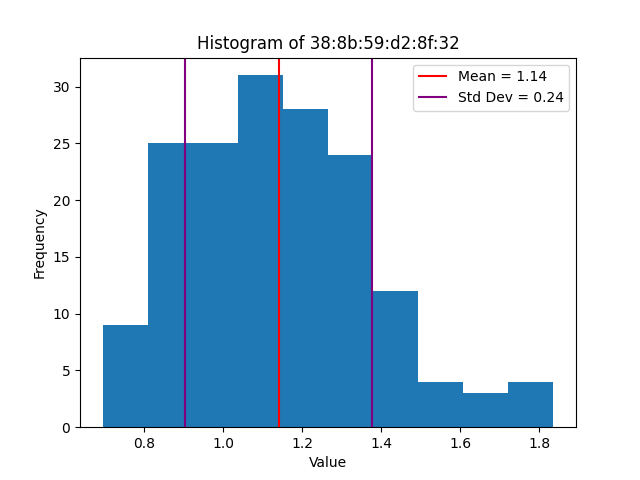 Histogram of 38:8b:59:d2:8f:32
Mean = 1.14
Std Dev = 0.24
Frequency
30
25
20
15
10
5
0
0.8 1.0 1.2 1.4 1.6 1.8
Value